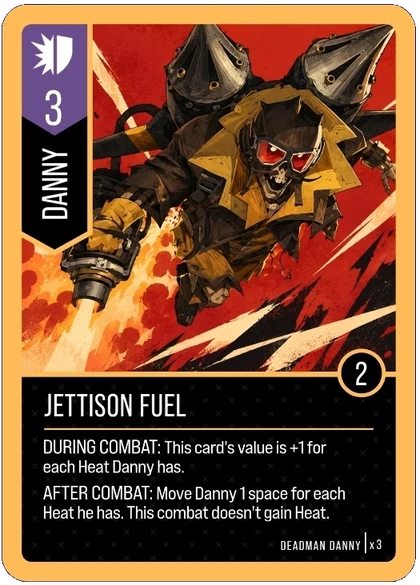 3
DANNY
2
JETTISON FUEL
DURING COMBAT: This card's value is +1 for
each Heat Danny has.
AFTER COMBAT: Move Danny 1 space for each
Heat he has. This combat doesn't gain Heat.
DEADMAN DANNY | x3